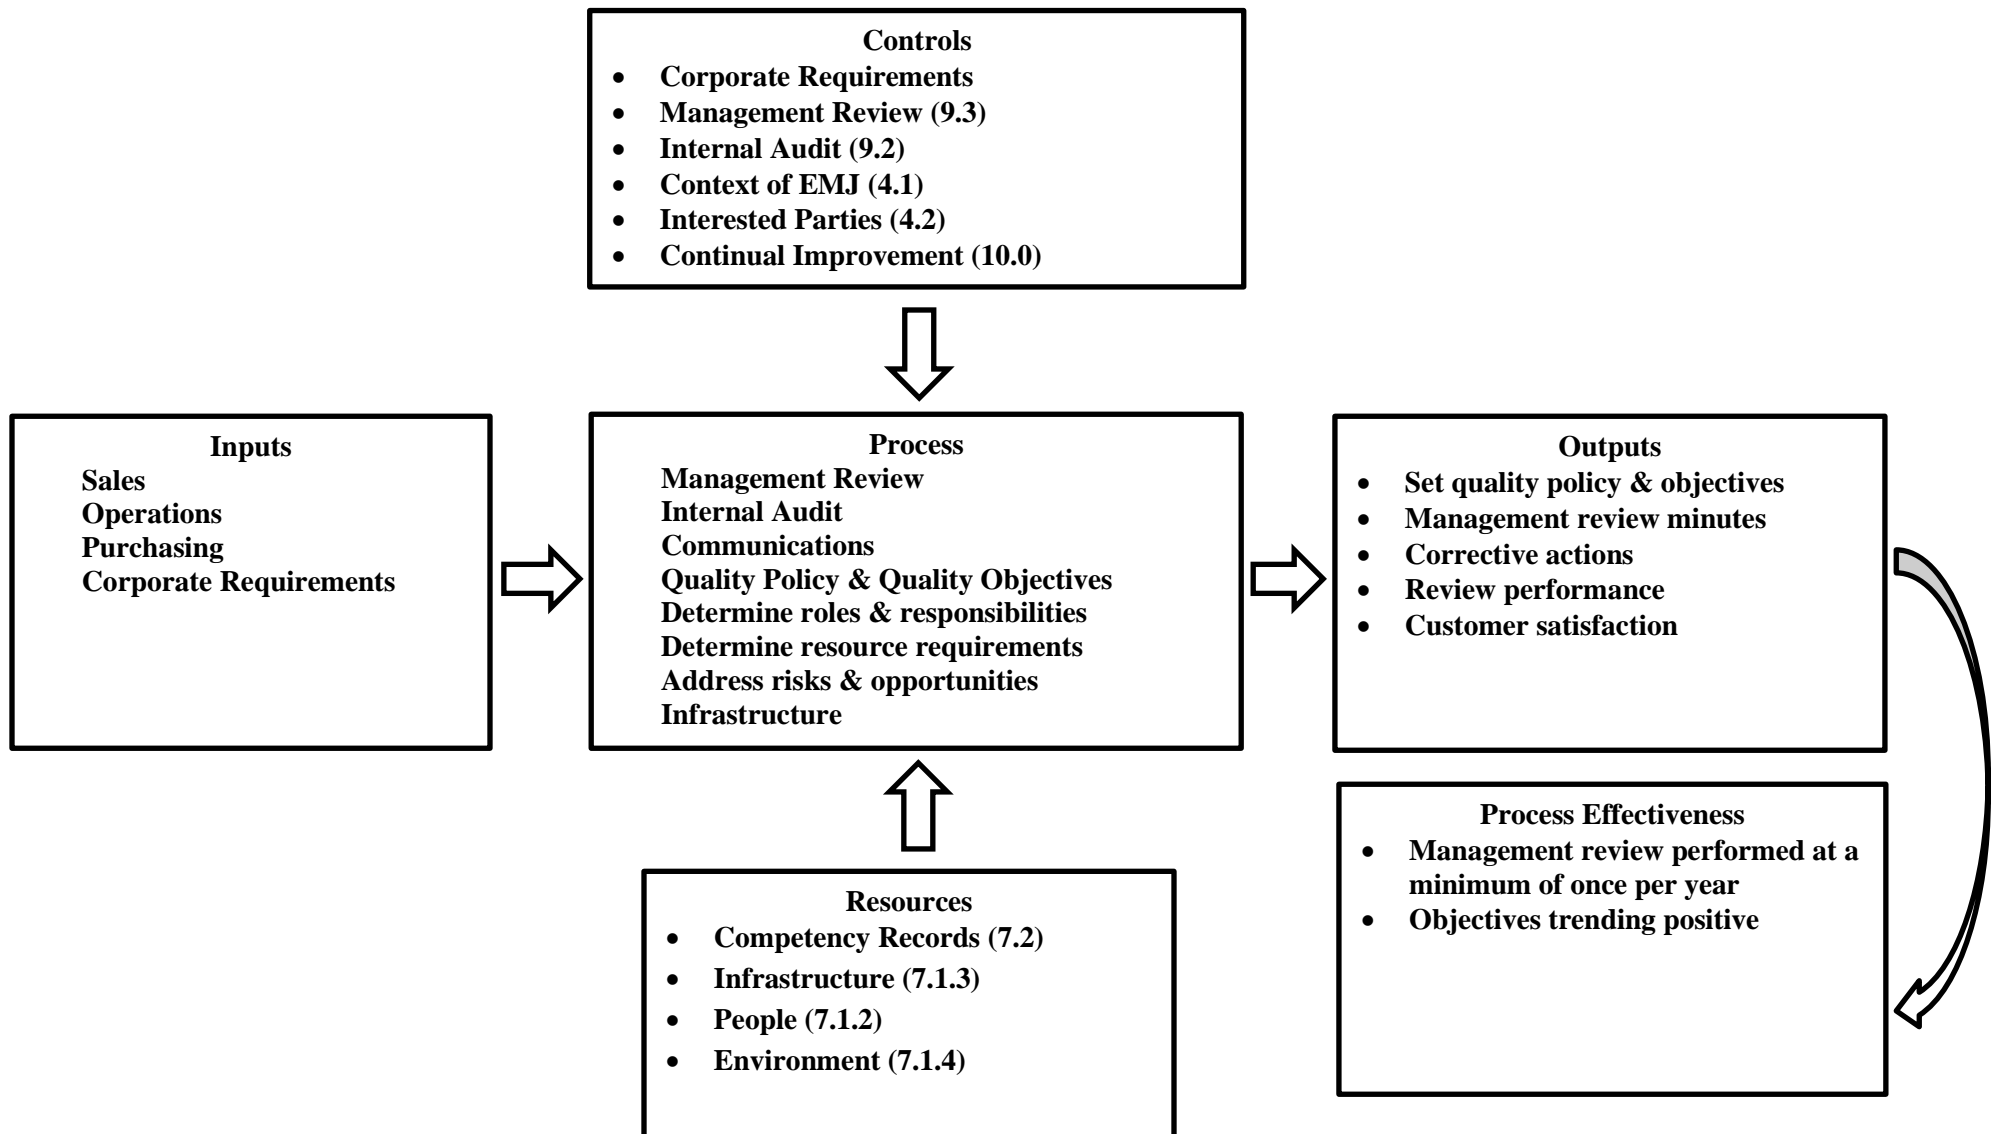 Controls
• Corporate Requirements
• Management Review (9.3)
• Internal Audit (9.2)
• Context of EMJ (4.1)
• Interested Parties (4.2)
• Continual Improvement (10.0)
Inputs
Sales
Operations
Purchasing
Corporate Requirements
Process
Management Review
Internal Audit
Communications
Quality Policy & Quality Objectives
Determine roles & responsibilities
Determine resource requirements
Address risks & opportunities
Infrastructure
Outputs
• Set quality policy & objectives
• Management review minutes
• Corrective actions
• Review performance
• Customer satisfaction
Process Effectiveness
• Management review performed at a
minimum of once per year
• Objectives trending positive
Resources
• Competency Records (7.2)
• Infrastructure (7.1.3)
• People (7.1.2)
• Environment (7.1.4)